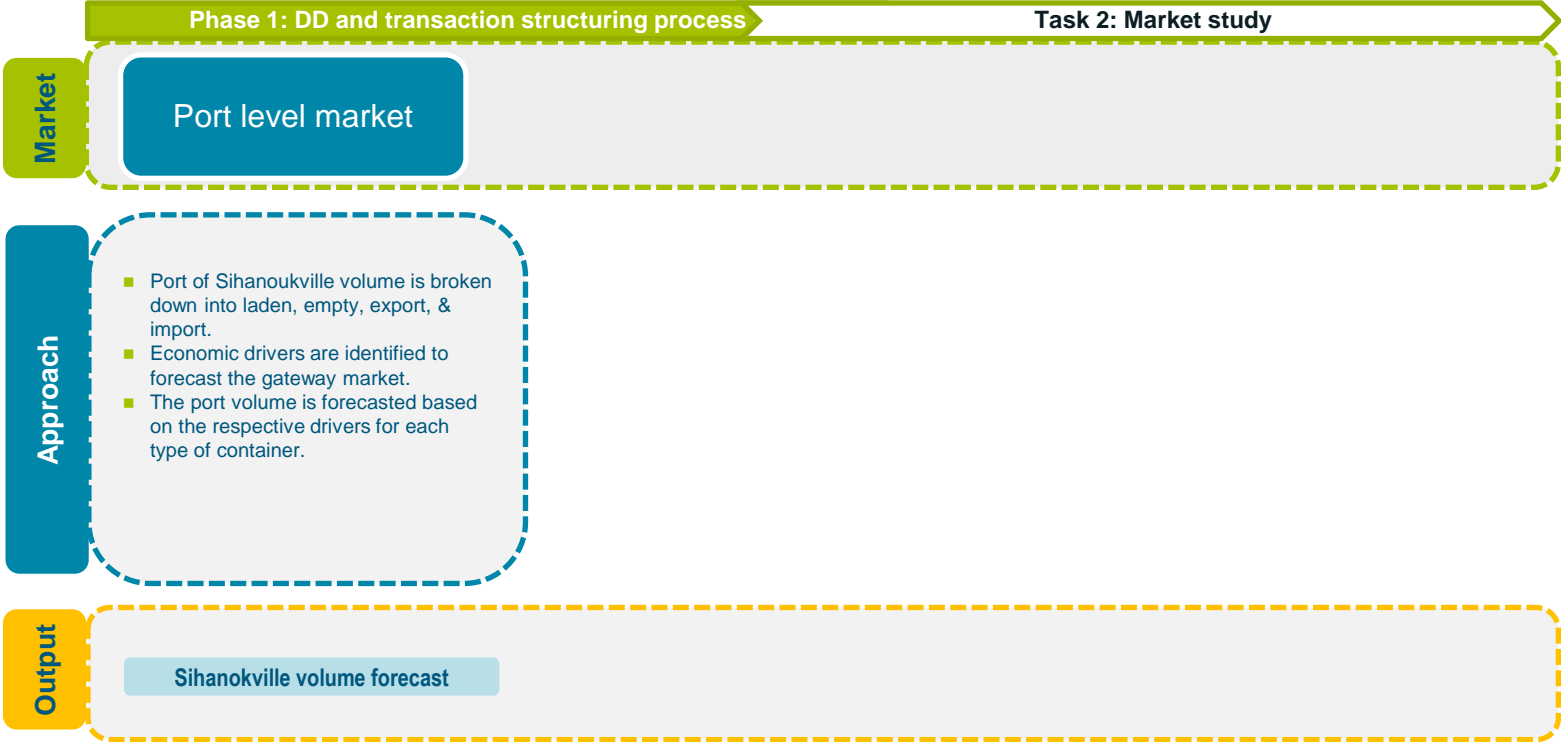 Phase 1: DD and transaction structuring process
Task 2: Market study
Market
Port level market
Approach
Port of Sihanoukville volume is broken
down into laden, empty, export, &
import.
Economic drivers are identified to
forecast the gateway market.
The port volume is forecasted based
on the respective drivers for each
type of container.
Output
Sihanokville volume forecast